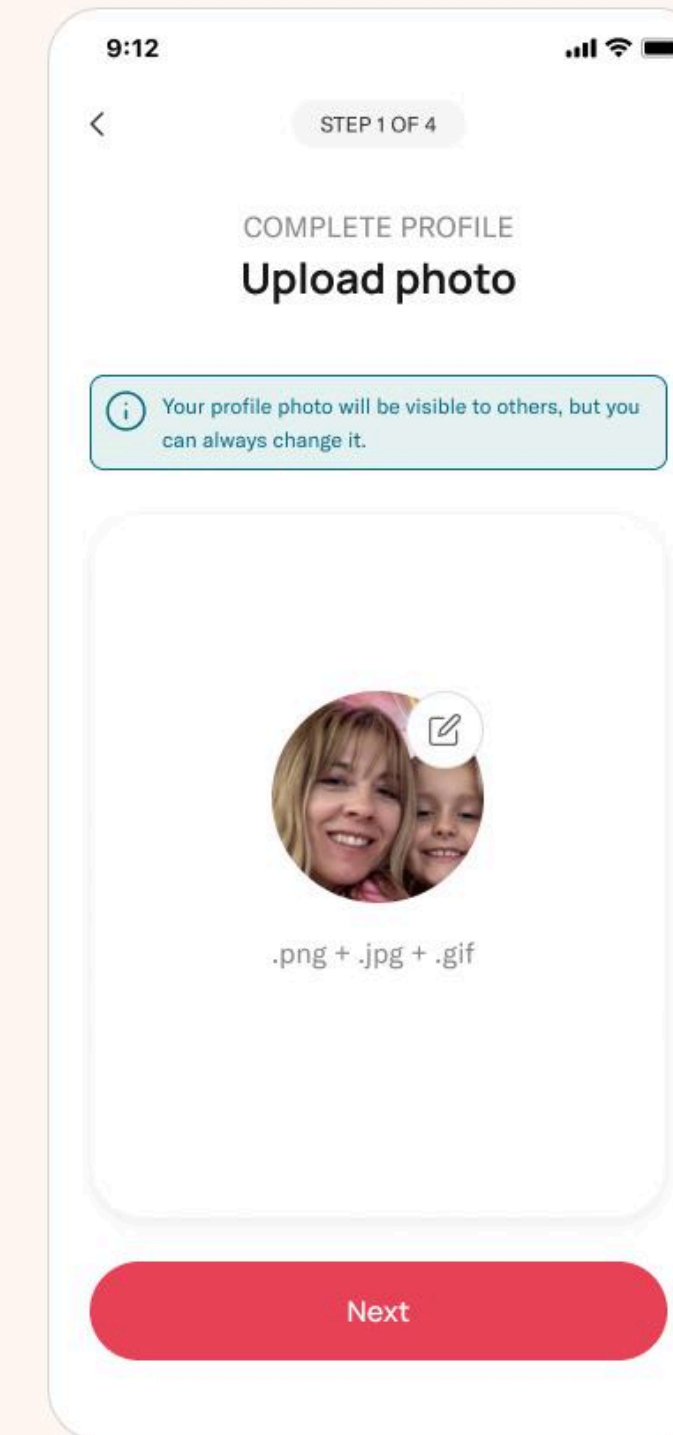 9:12
STEP 1 OF 4
COMPLETE PROFILE
Upload photo
Your profile photo will be visible to others, but you
can always change it.
.png + .jpg + .gif
Next